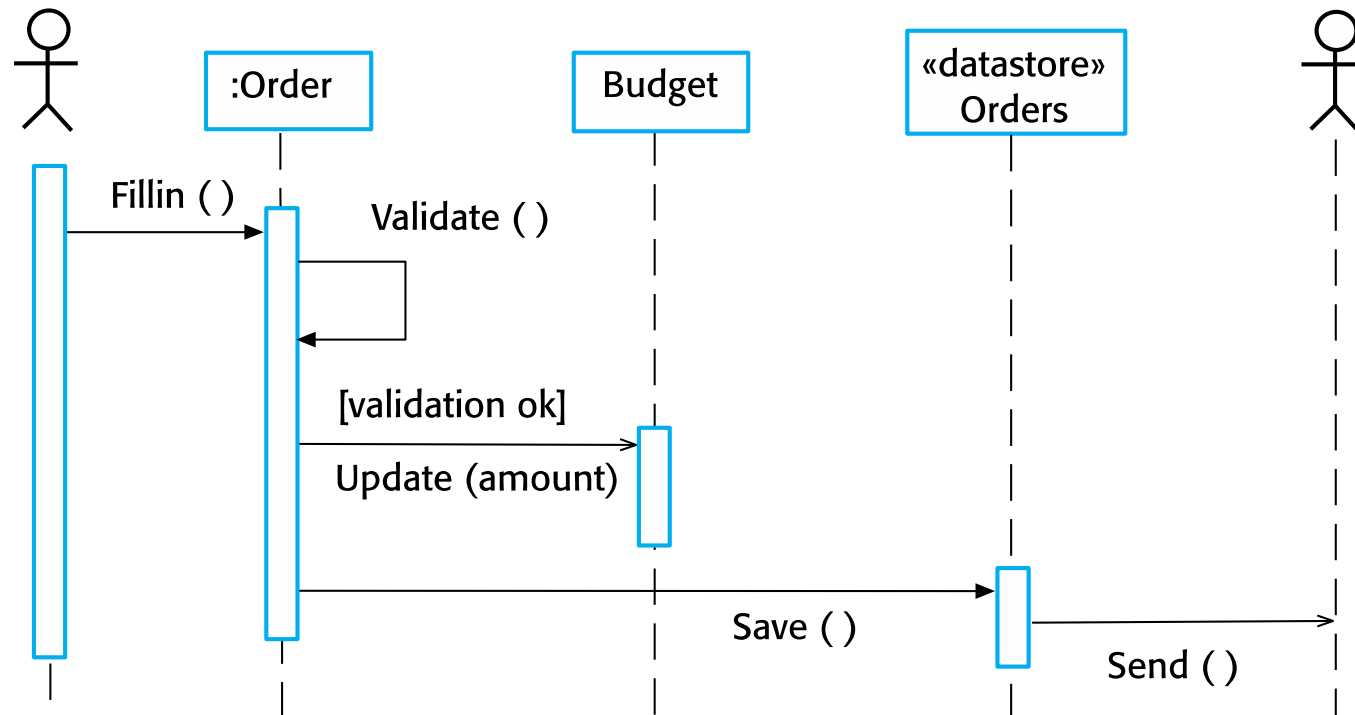 :Order
Budget
«datastore»
Orders
Fillin ( )
Validate ( )
[validation ok]
Update (amount)
Save ( )
Send ( )